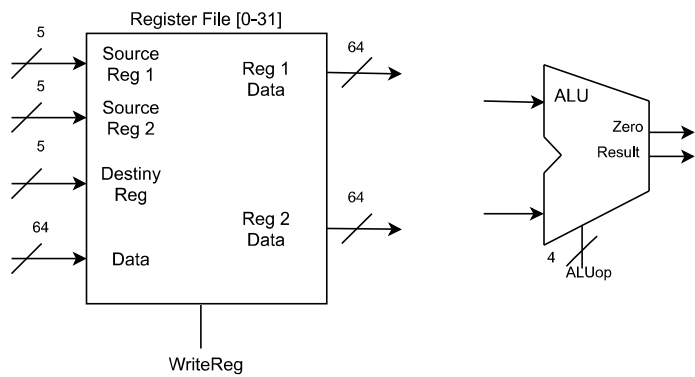 Register File [0-31]
5
Source
Reg 1
5
Source
Reg 2
5
Destiny
Reg
64
Data
Reg 1
Data
64
Reg 2
Data
64
WriteReg
ALU
Zero
Result
4
ALUop